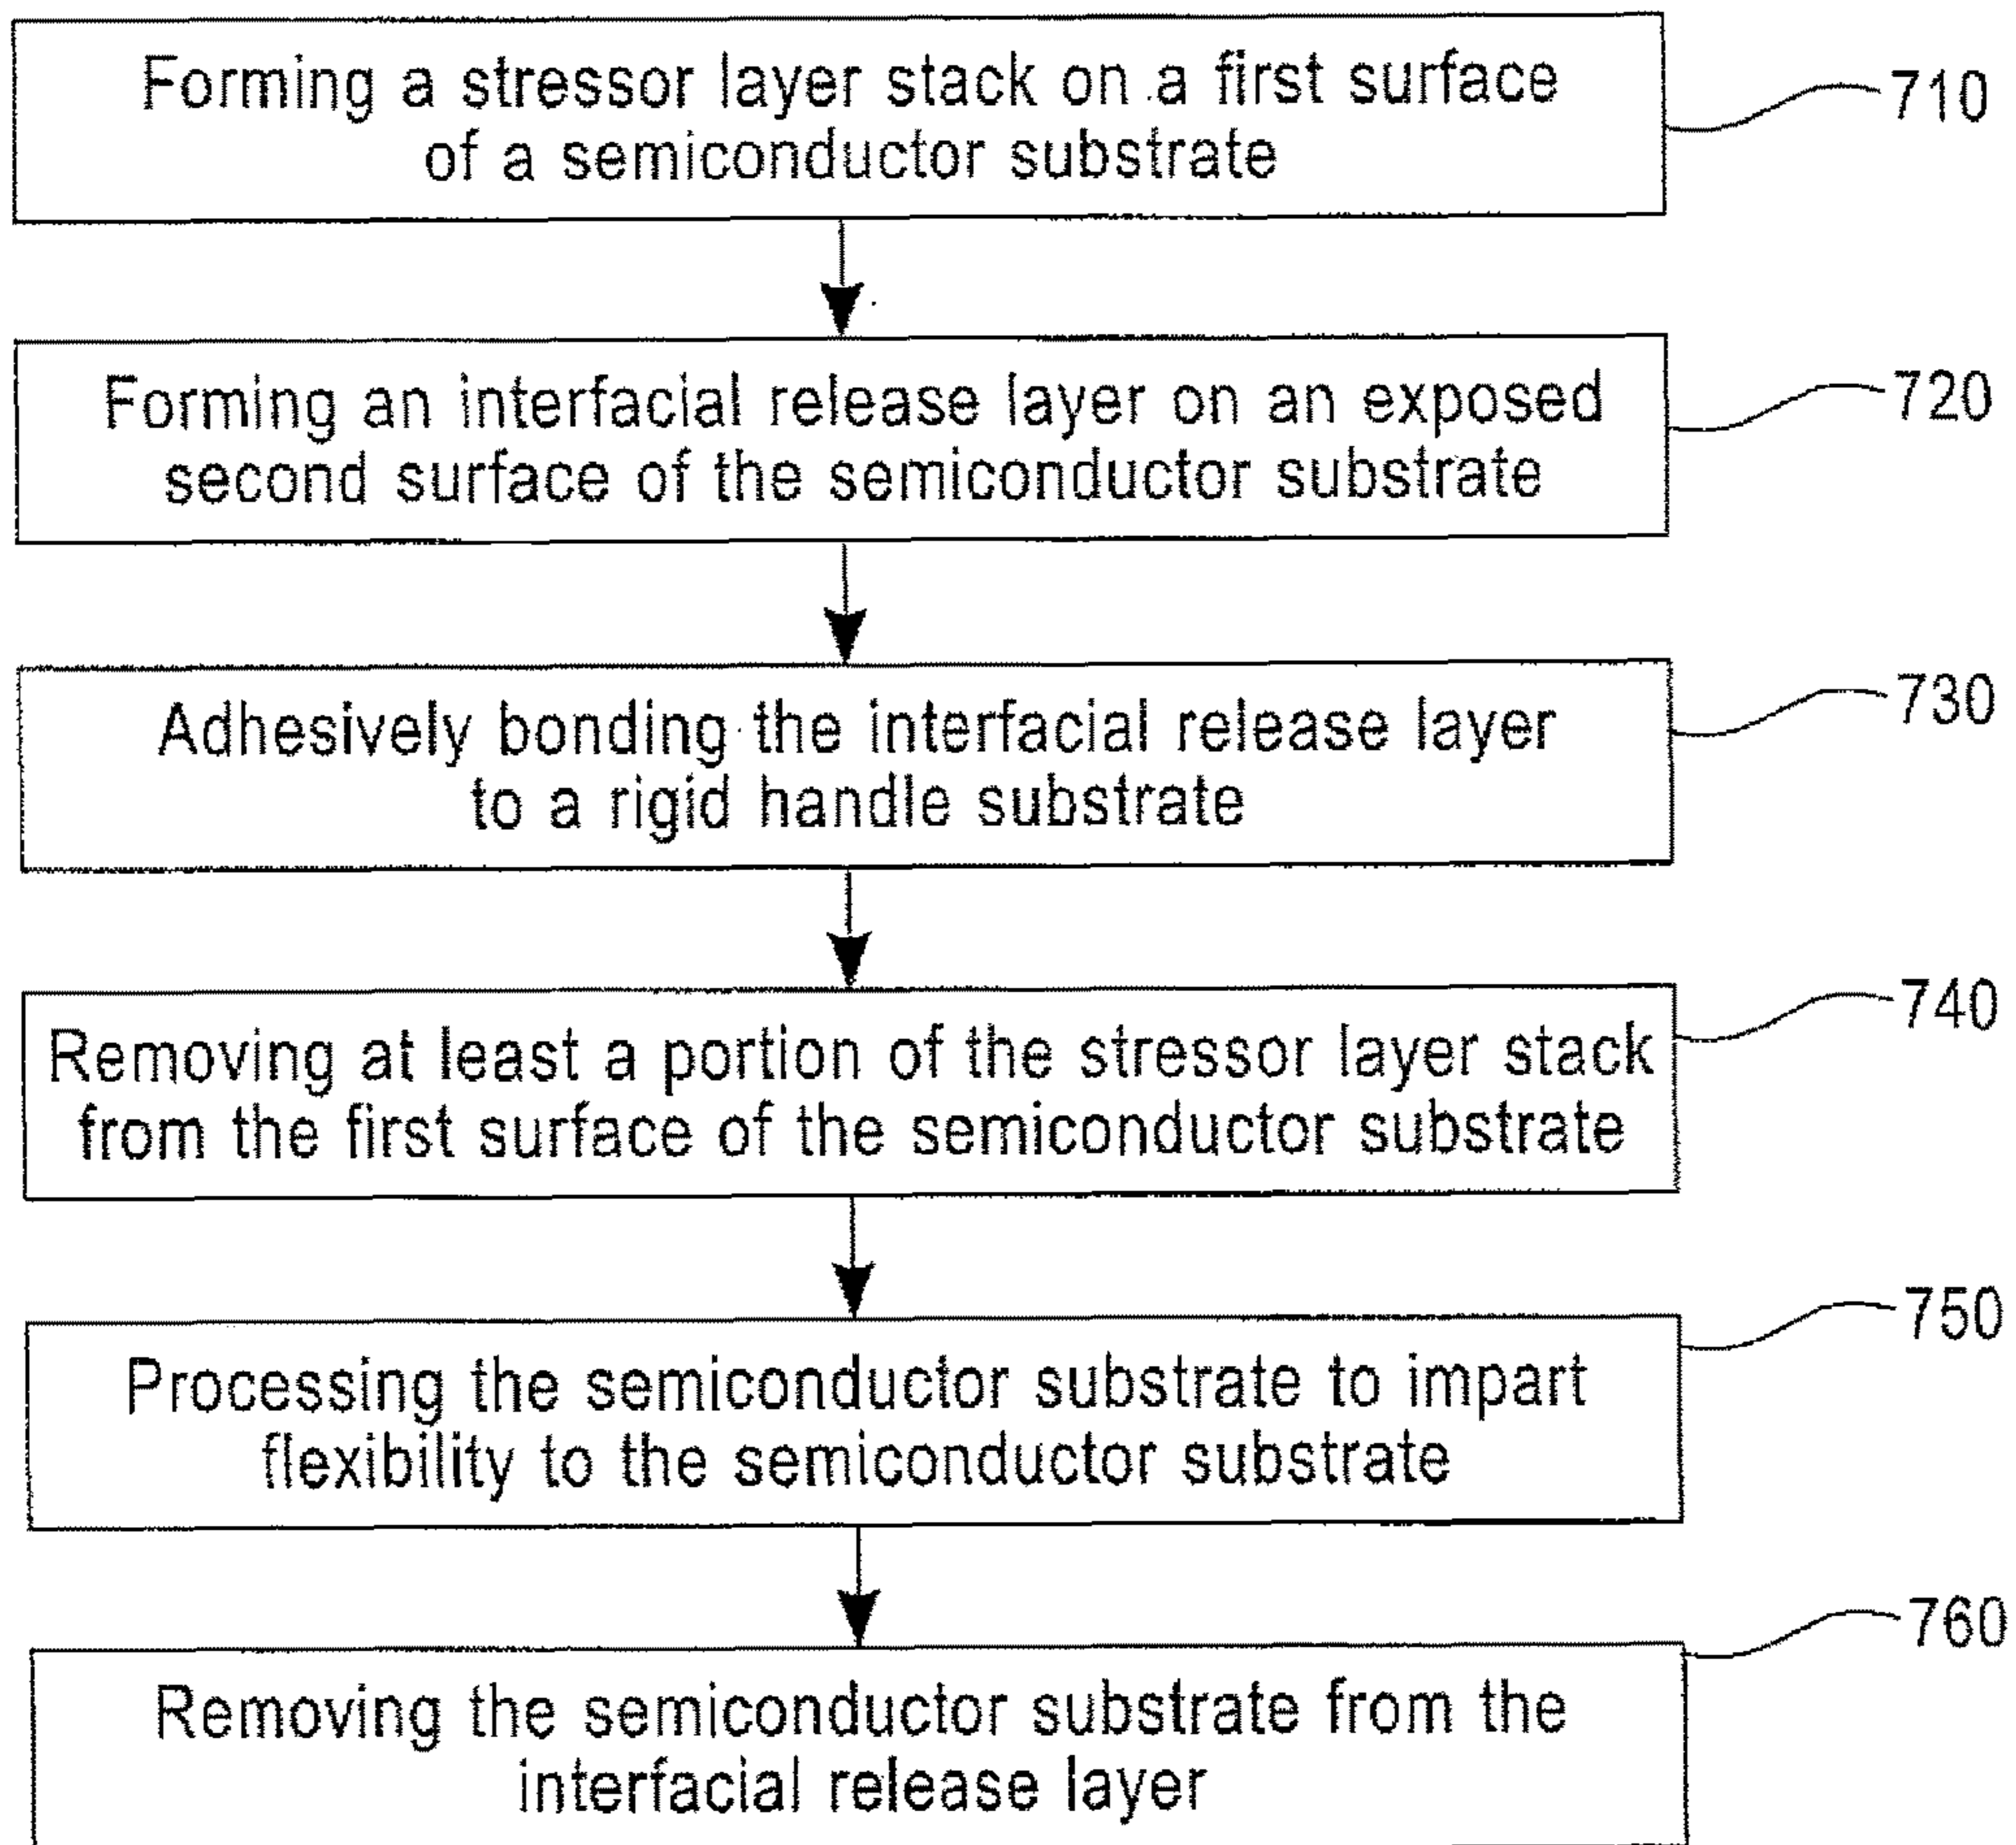 Forming a stressor layer stack on a first surface
of a semiconductor substrate
710
Forming an interfacial release layer on an exposed
second surface of the semiconductor substrate
720
Adhesively bonding the interfacial release layer
to a rigid handle substrate
730
Removing at least a portion of the stressor layer stack
from the first surface of the semiconductor substrate
740
Processing the semiconductor substrate to impart
flexibility to the semiconductor substrate
750
Removing the semiconductor substrate from the
interfacial release layer
760